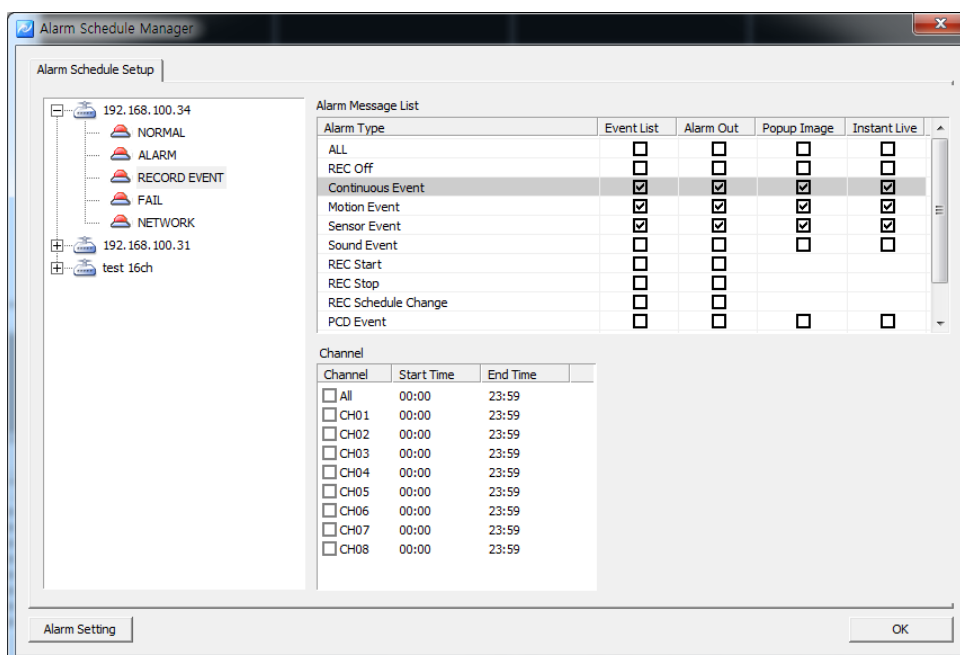 Alarm Schedule Manager
Alarm Schedule Setup
192.168.100.34
NORMAL
ALARM
RECORD EVENT
FAIL
NETWORK
192.168.100.31
test 16ch
Alarm Message List
Alarm Type Event List Alarm Out Popup Image Instant Live
ALL
REC Off
Continuous Event
Motion Event
Sensor Event
Sound Event
REC Start
REC Stop
REC Schedule Change
PCD Event
Channel
Channel Start Time End Time
All 00:00 23:59
CH01 00:00 23:59
CH02 00:00 23:59
CH03 00:00 23:59
CH04 00:00 23:59
CH05 00:00 23:59
CH06 00:00 23:59
CH07 00:00 23:59
CH08 00:00 23:59
Alarm Setting
OK